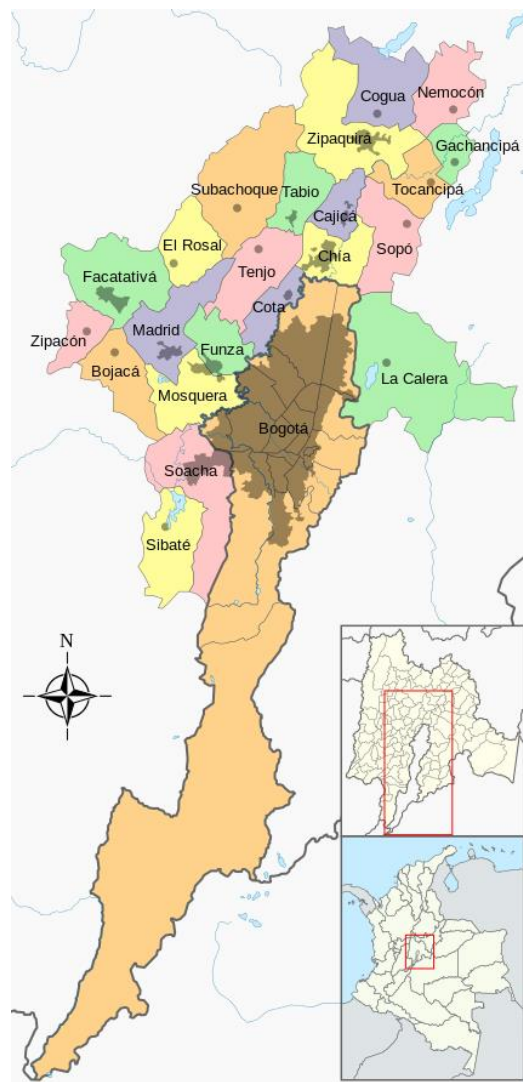 Cogua
Nemocón
Zipaquirá
Gachancipá
Subachoque
Tabio
Tocancipá
Cajicá
El Rosal
Sopó
Tenjo
Chía
Facatativá
Cota
Zipacón
Madrid
Funza
Bojacá
La Calera
Mosquera
Bogotá
Soacha
Sibaté
N